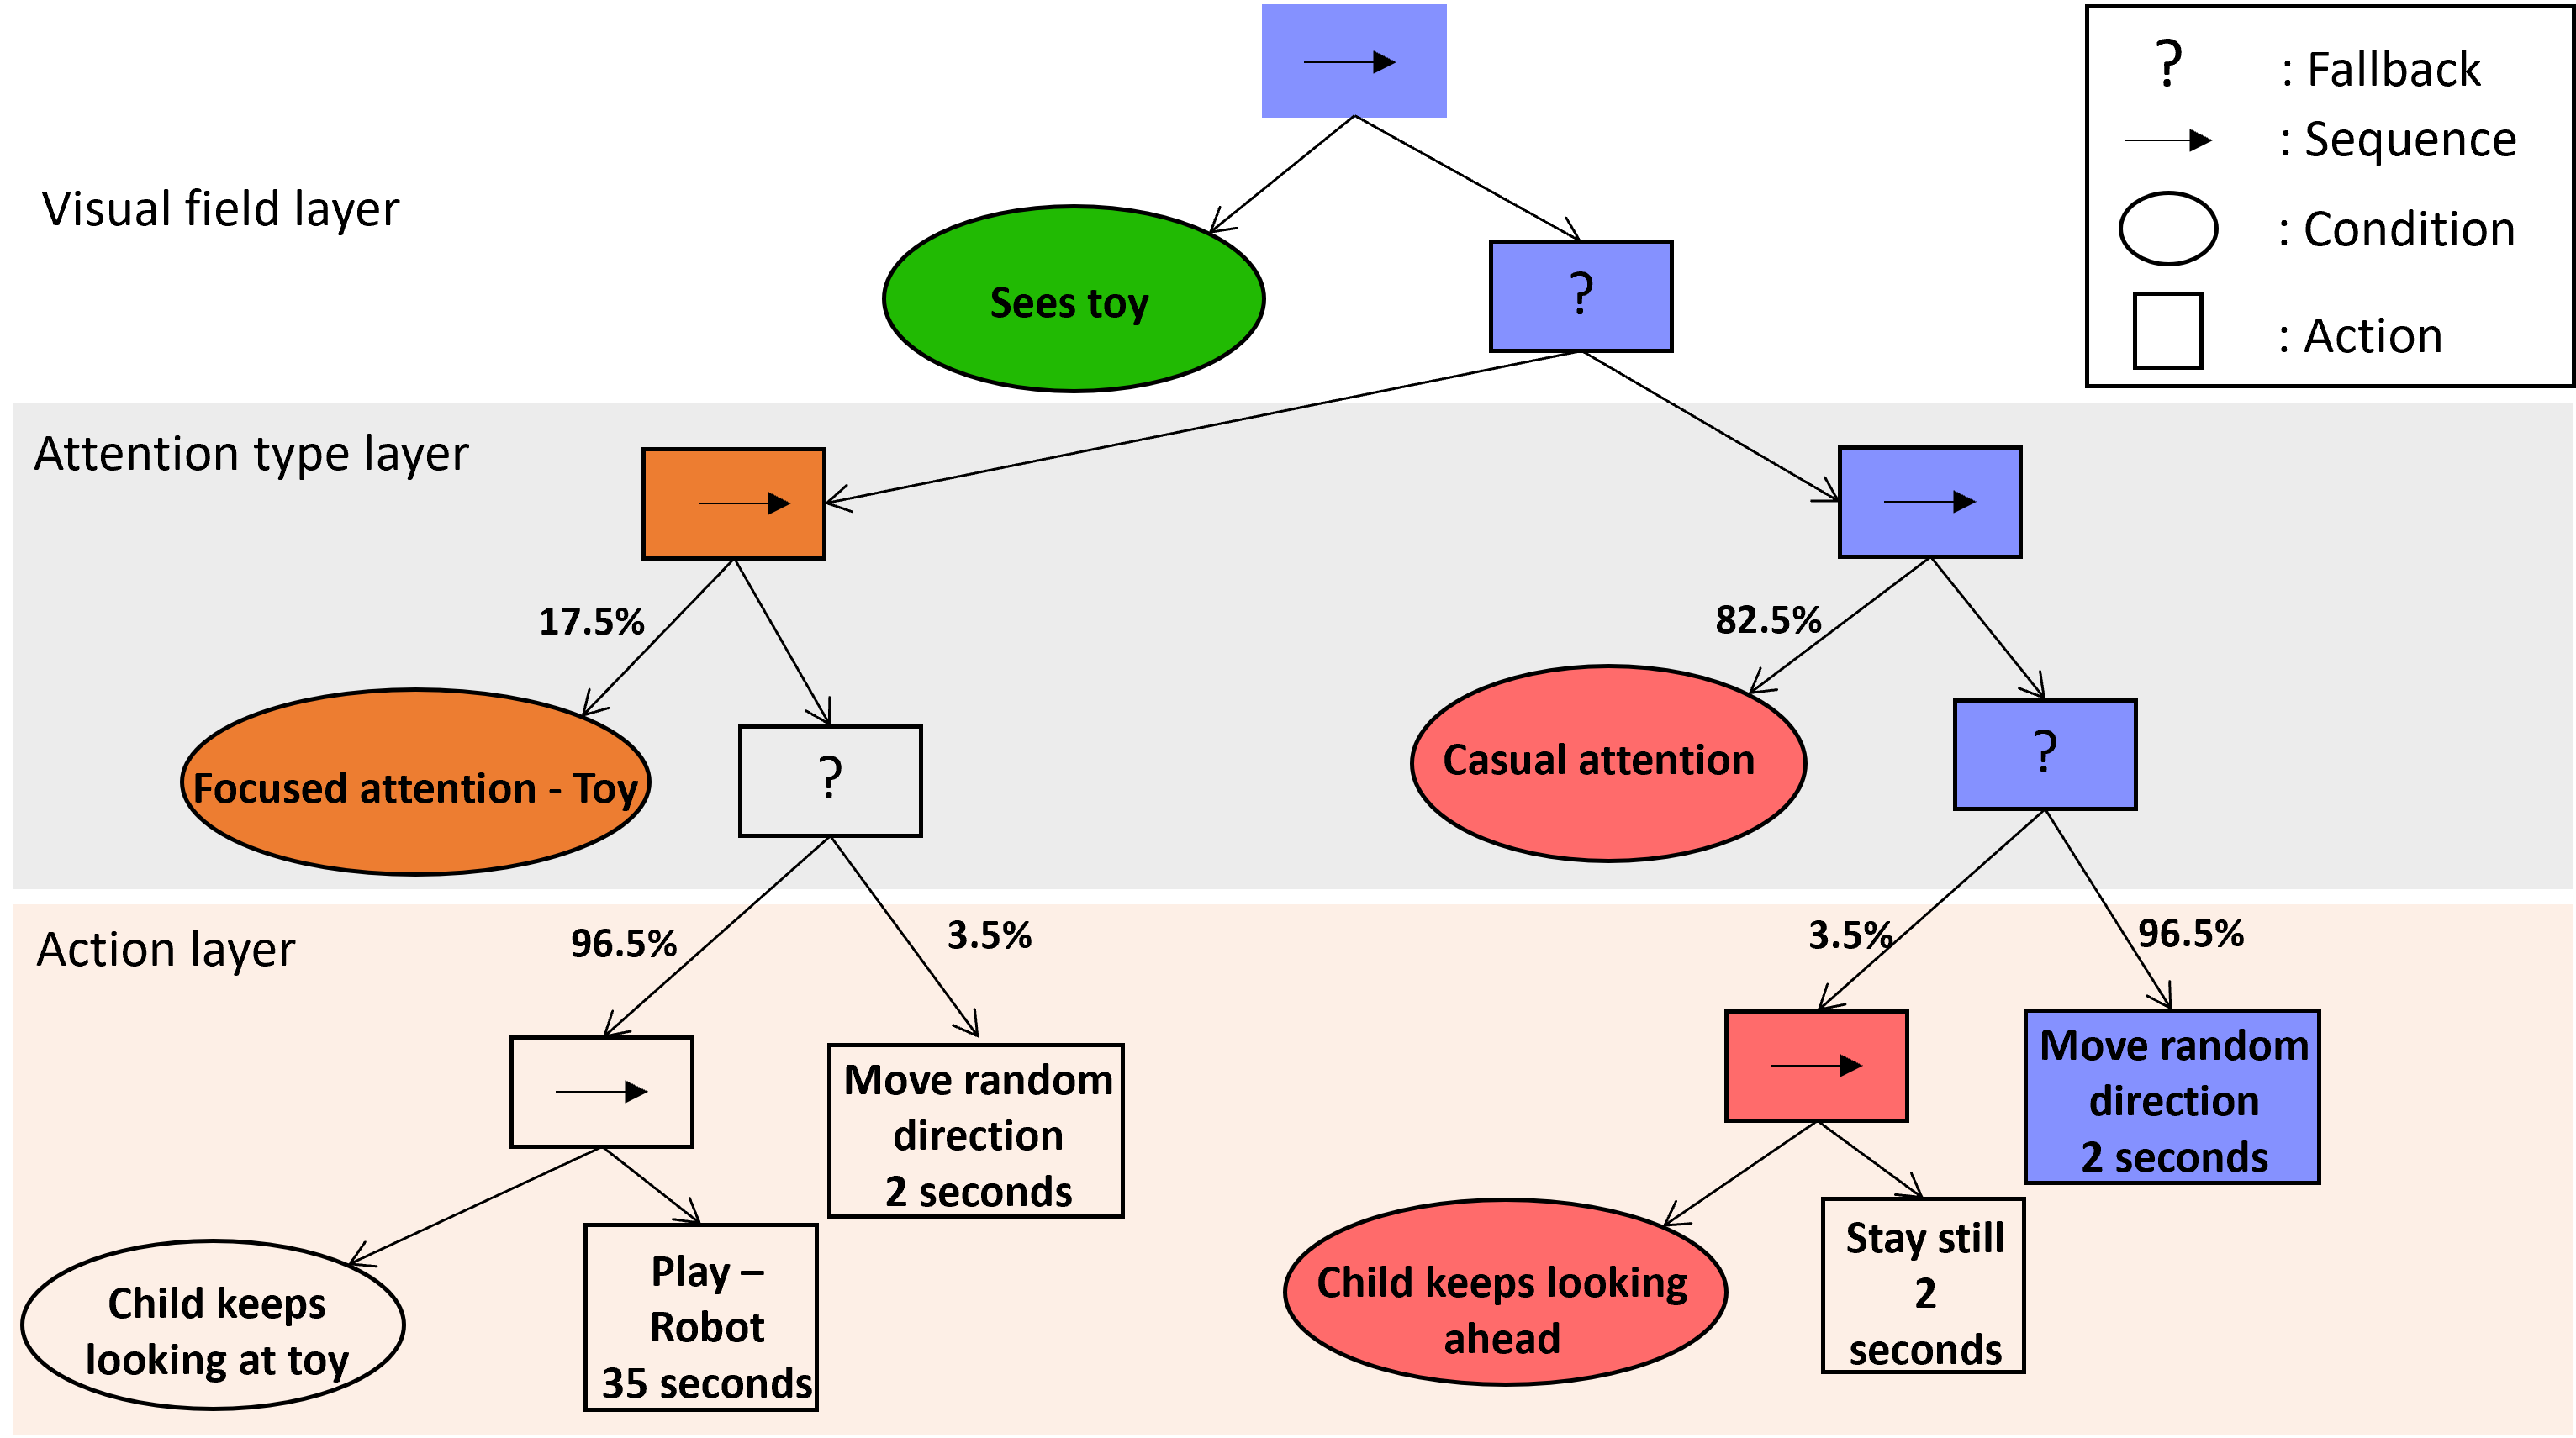 ? : Fallback
: Sequence
: Condition
: Action
Visual field layer
Sees toy
?
Attention type layer
17.5%
82.5%
Focused attention - Toy
?
Casual attention
?
Action layer
96.5%
3.5%
3.5%
96.5%
Move random
direction
2 seconds
Move random
direction
2 seconds
Child keeps
looking at toy
Play –
Robot
35 seconds
Child keeps looking
ahead
Stay still
2
seconds